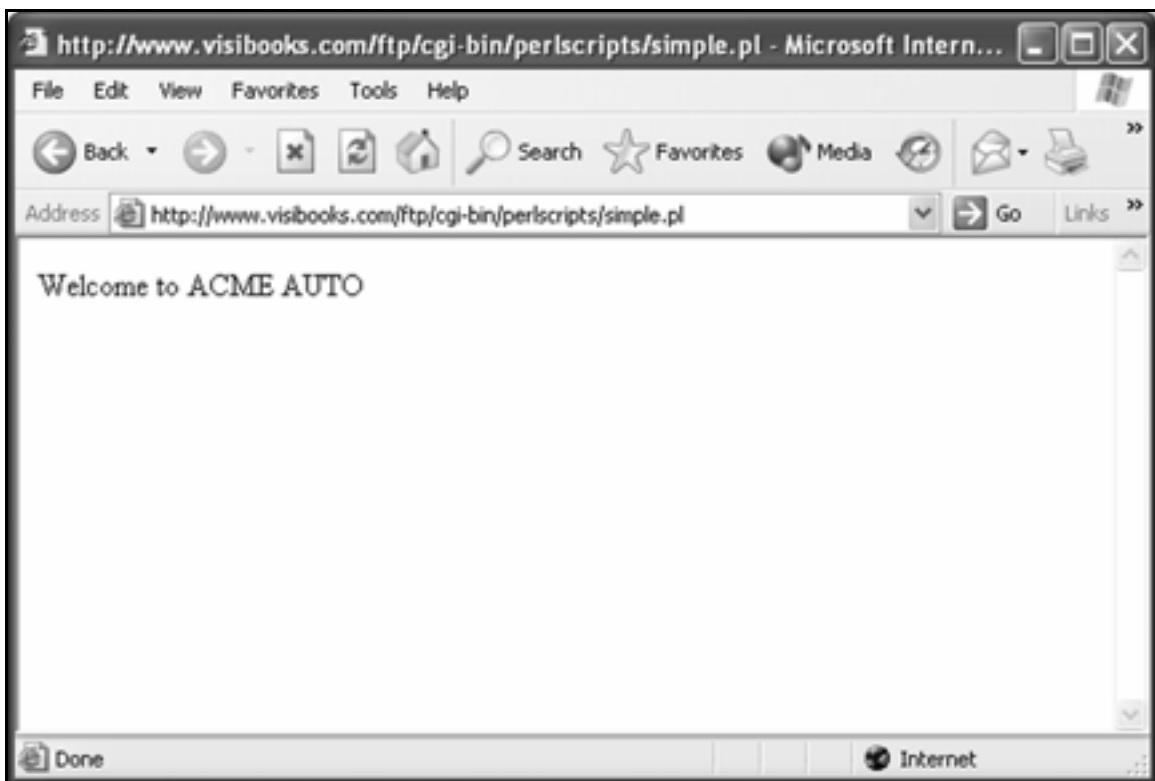 http://www.visibooks.com/ftp/cgi-bin/perlscripts/simple.pl - Microsoft Intern...
File Edit View Favorites Tools Help
Back Search Favorites Media
Address http://www.visibooks.com/ftp/cgi-bin/perlscripts/simple.pl Go Links
Welcome to ACME AUTO
Done Internet